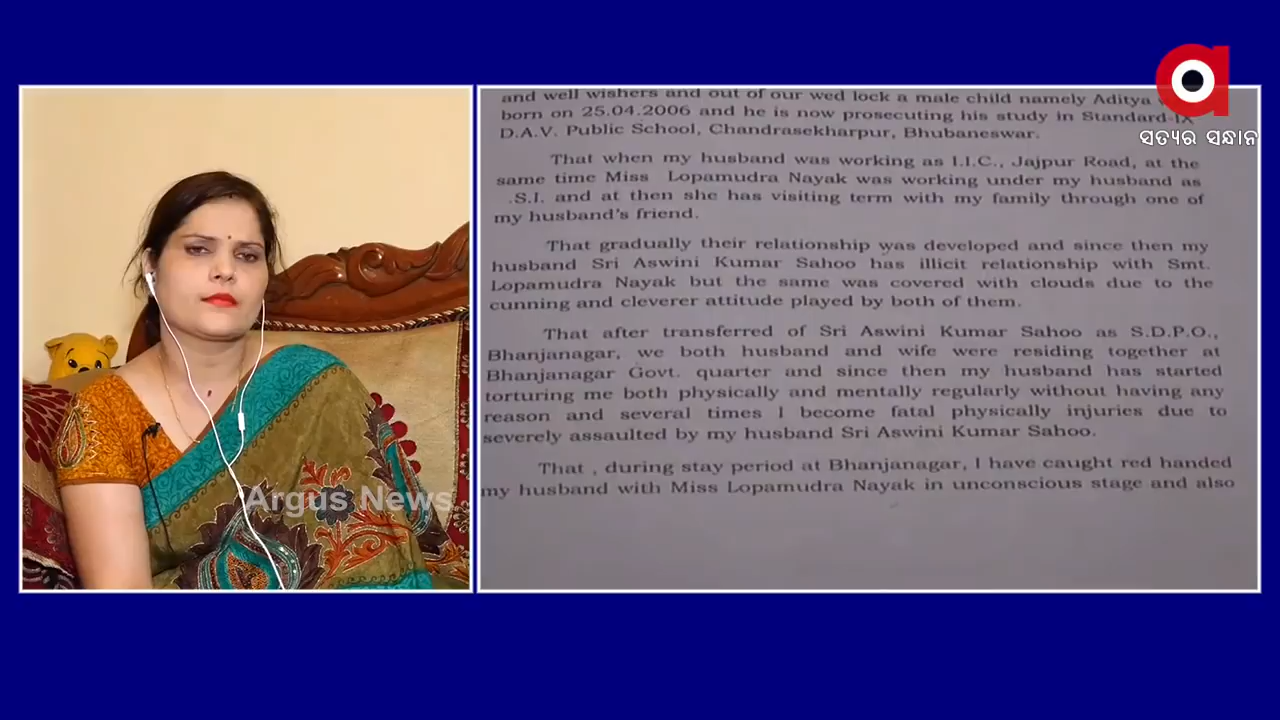 ସତ୍ୟର ସନ୍ଧାନ
and well wishers and out of our wed lock a male child namely Aditya
born on 25.04.2006 and he is now prosecuting his study in Standard-IX
D.A.V. Public School, Chandrasekharpur, Bhubaneswar.
That when my husband was working as I.I.C., Jajpur Road, at the
same time Miss Lopamudra Nayak was working under my husband as
.S.I. and at then she has visiting term with my family through one of
my husband's friend.
That gradually their relationship was developed and since then my
husband Sri Aswini Kumar Sahoo has illicit relationship with Smt.
Lopamudra Nayak but the same was covered with clouds due to the
cunning and cleverer attitude played by both of them.
That after transferred of Sri Aswini Kumar Sahoo as S.D.P.O.,
Bhanjanagar, we both husband and wife were residing together at
Bhanjanagar Govt. quarter and since then my husband has started
torturing me both physically and mentally regularly without having any
reason and several times I become fatal physically injuries due to
severely assaulted by my husband Sri Aswini Kumar Sahoo.
That , during stay period at Bhanjanagar, I have caught red handed
my husband with Miss Lopamudra Nayak in unconscious stage and also
Argus News